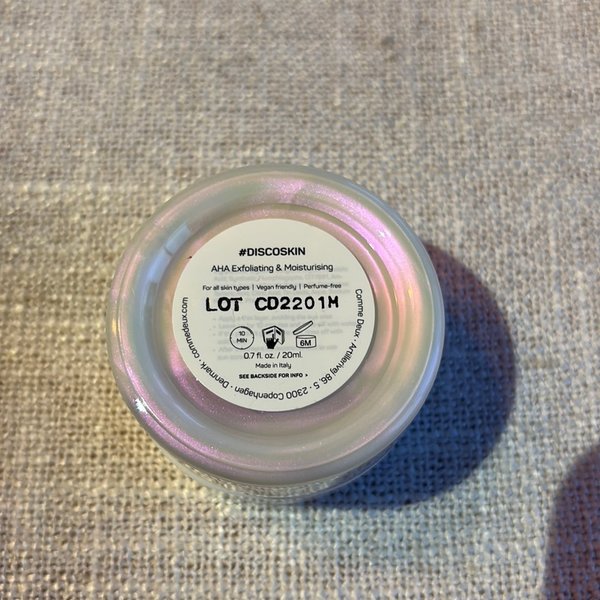 #DISCOSKIN
AHA Exfoliating & Moisturising
For all skin types | Vegan friendly | Perfume-free
LOT CD2201M
10
MIN
6M
0.7 fl. oz. / 20ml.
Made in Italy
SEE BACKSIDE FOR INFO >
Comme Deux · Artillerivej 86, 5 · 2300 Copenhagen · Denmark · commedeux.com